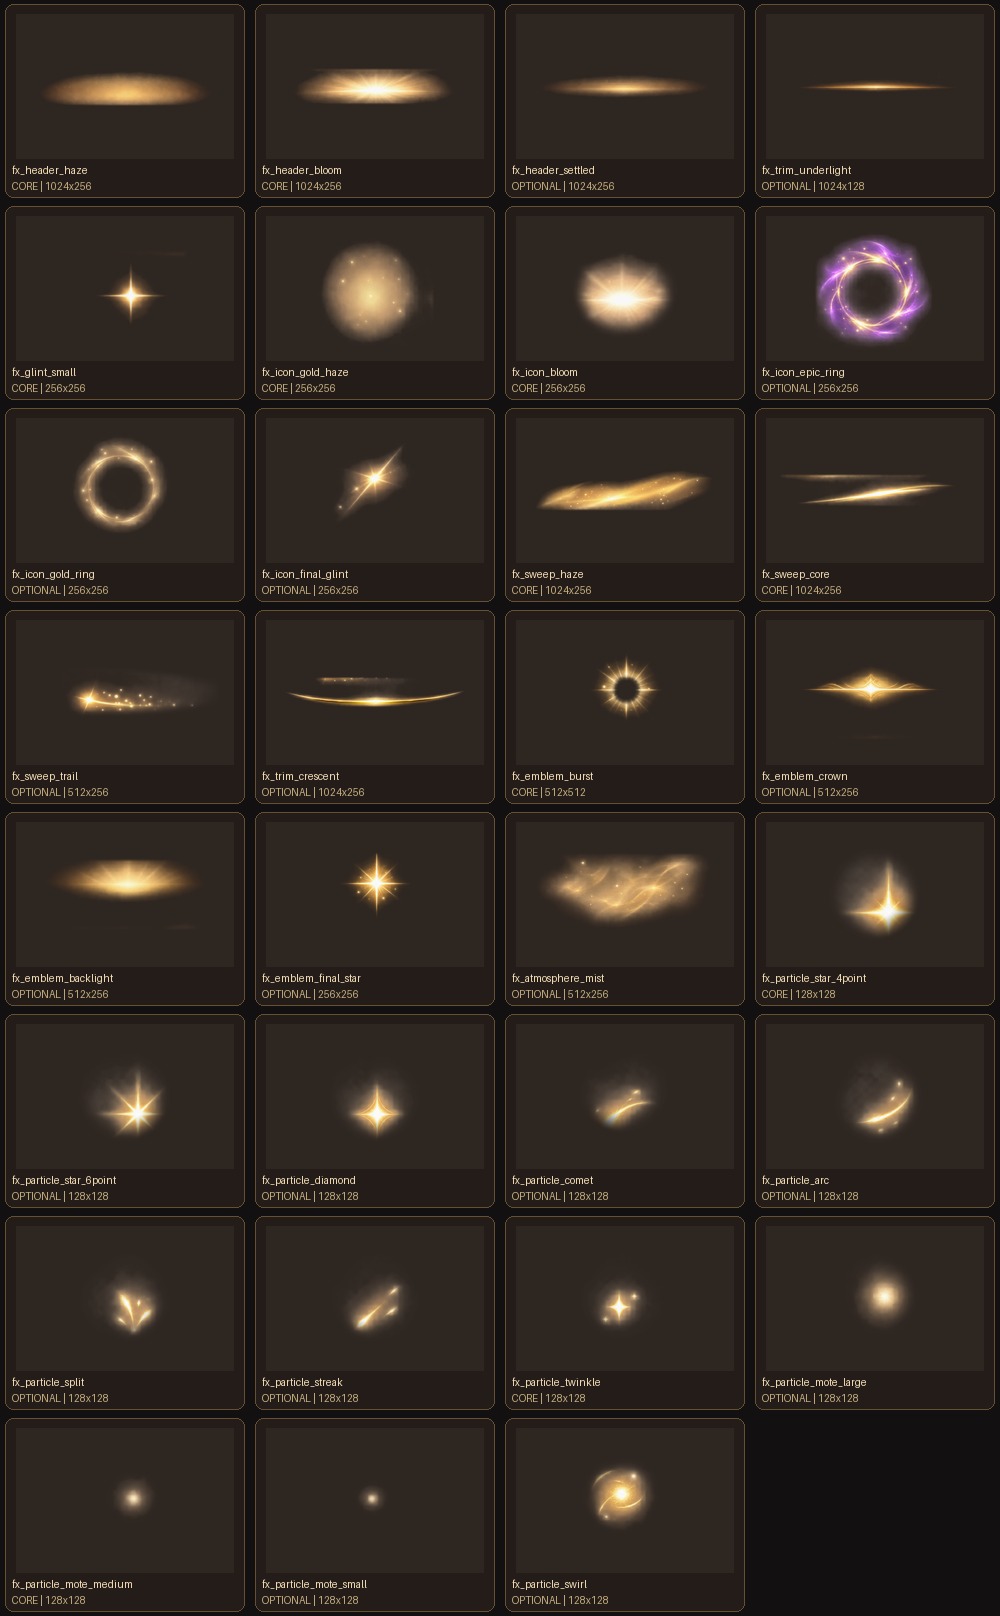 fx_header_haze
CORE | 1024x256
fx_header_bloom
CORE | 1024x256
fx_header_settled
OPTIONAL | 1024x256
fx_trim_underlight
OPTIONAL | 1024x128
fx_glint_small
CORE | 256x256
fx_icon_gold_haze
CORE | 256x256
fx_icon_bloom
CORE | 256x256
fx_icon_epic_ring
OPTIONAL | 256x256
fx_icon_gold_ring
OPTIONAL | 256x256
fx_icon_final_glint
OPTIONAL | 256x256
fx_sweep_haze
CORE | 1024x256
fx_sweep_core
CORE | 1024x256
fx_sweep_trail
OPTIONAL | 512x256
fx_trim_crescent
OPTIONAL | 1024x256
fx_emblem_burst
CORE | 512x512
fx_emblem_crown
OPTIONAL | 512x256
fx_emblem_backlight
OPTIONAL | 512x256
fx_emblem_final_star
OPTIONAL | 256x256
fx_atmosphere_mist
OPTIONAL | 512x256
fx_particle_star_4point
CORE | 128x128
fx_particle_star_6point
OPTIONAL | 128x128
fx_particle_diamond
OPTIONAL | 128x128
fx_particle_comet
OPTIONAL | 128x128
fx_particle_arc
OPTIONAL | 128x128
fx_particle_split
OPTIONAL | 128x128
fx_particle_streak
OPTIONAL | 128x128
fx_particle_twinkle
CORE | 128x128
fx_particle_mote_large
OPTIONAL | 128x128
fx_particle_mote_medium
CORE | 128x128
fx_particle_mote_small
OPTIONAL | 128x128
fx_particle_swirl
OPTIONAL | 128x128